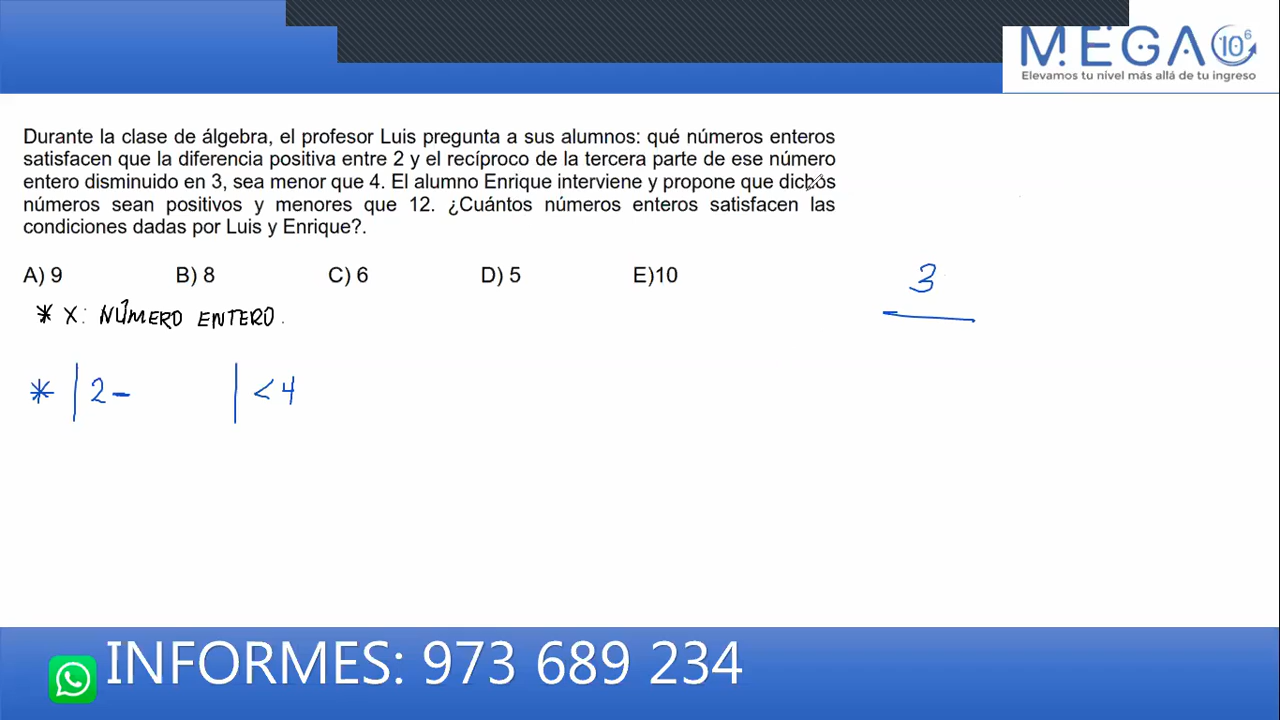 MEGA 10⁶
Elevamos tu nivel más allá de tu ingreso
Durante la clase de álgebra, el profesor Luis pregunta a sus alumnos: qué números enteros
satisfacen que la diferencia positiva entre 2 y el recíproco de la tercera parte de ese número
entero disminuido en 3, sea menor que 4. El alumno Enrique interviene y propone que dichos
números sean positivos y menores que 12. ¿Cuántos números enteros satisfacen las
condiciones dadas por Luis y Enrique?.
A) 9 B) 8 C) 6 D) 5 E)10
3
* X: NÚMERO ENTERO.
* |2- | < 4
INFORMES: 973 689 234